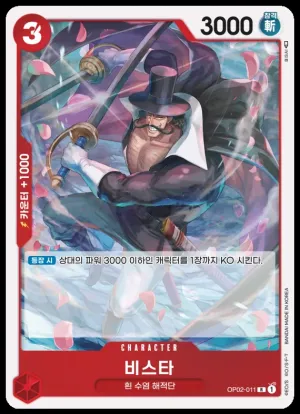 3
3000
참격
斬
카운터 +1000
등장 시 상대의 파워 3000 이하인 캐릭터를 1장까지 KO 시킨다.
CHARACTER
비스타
흰 수염 해적단
OP02-011 R 1
BANDAI MADE IN KOREA